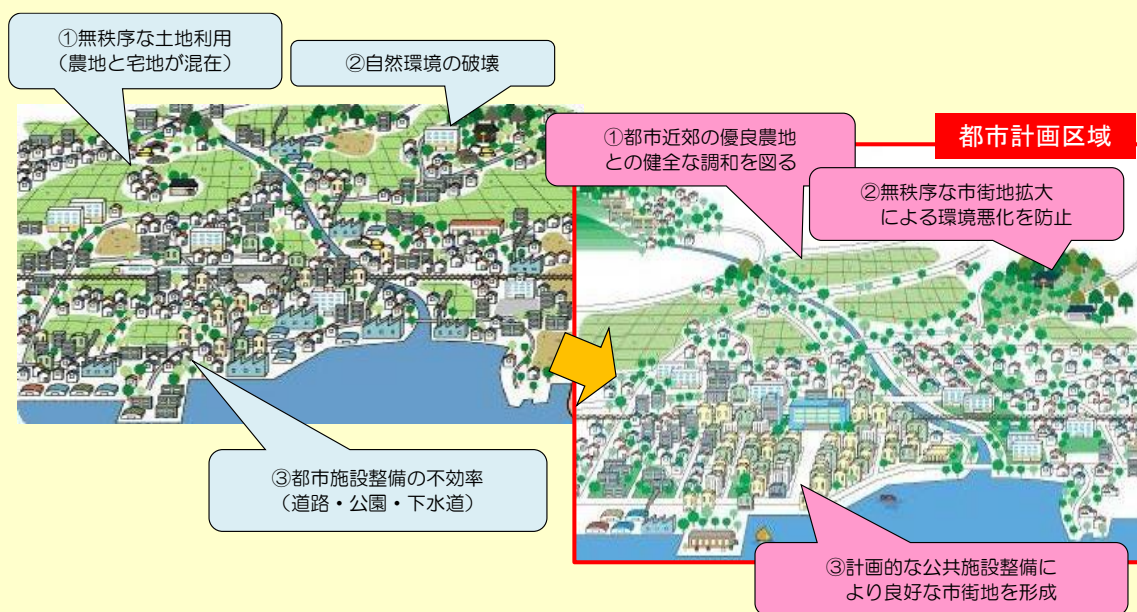 ①無秩序な土地利用
（農地と宅地が混在）
②自然環境の破壊
③都市施設整備の不効率
（道路・公園・下水道）
都市計画区域
①都市近郊の優良農地
との健全な調和を図る
②無秩序な市街地拡大
による環境悪化を防止
③計画的な公共施設整備に
より良好な市街地を形成